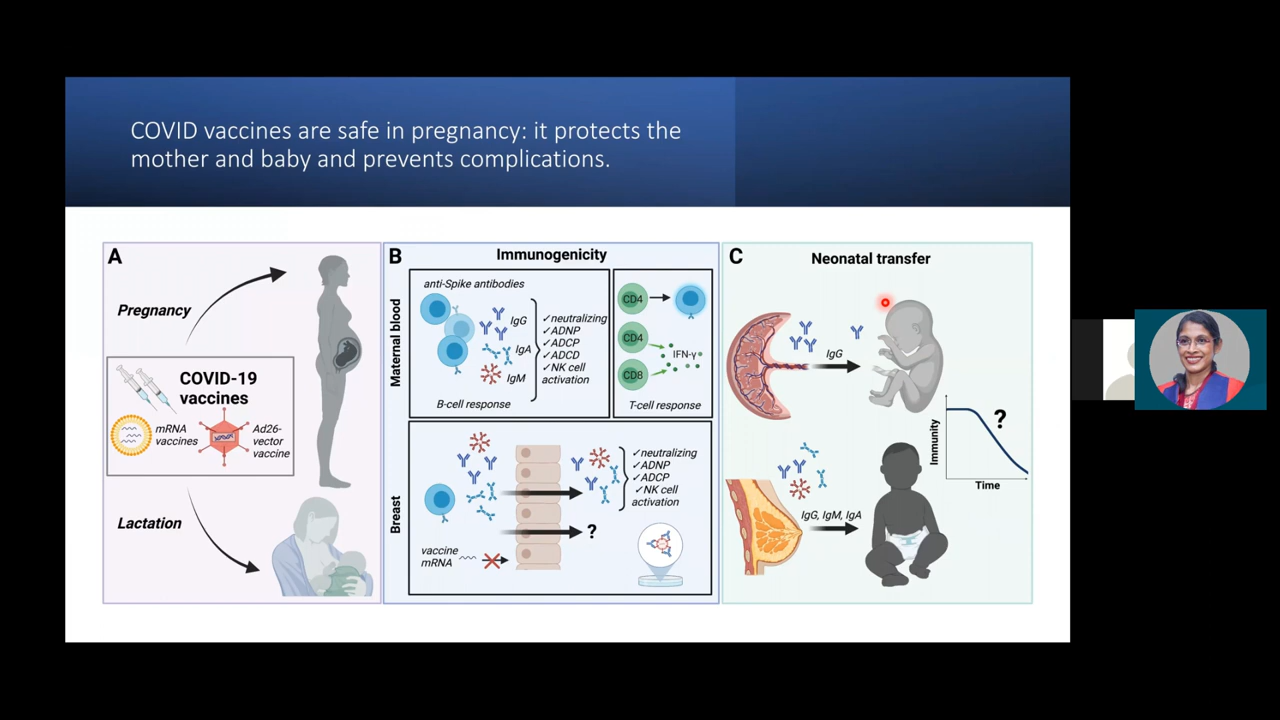 COVID vaccines are safe in pregnancy: it protects the
mother and baby and prevents complications.
A
Pregnancy
COVID-19
vaccines
mRNA
vaccines
Ad26-
vector
vaccine
Lactation
B
Immunogenicity
Maternal blood
anti-Spike antibodies
IgG
IgA
IgM
✓neutralizing
✓ADNP
✓ADCP
✓ADCD
✓NK cell
activation
B-cell response
CD4
CD4
CD8
IFN-γ
T-cell response
Breast
✓neutralizing
✓ADNP
✓ADCP
✓NK cell
activation
?
vaccine
mRNA
C
Neonatal transfer
IgG
Immunity
?
Time
IgG, IgM, IgA